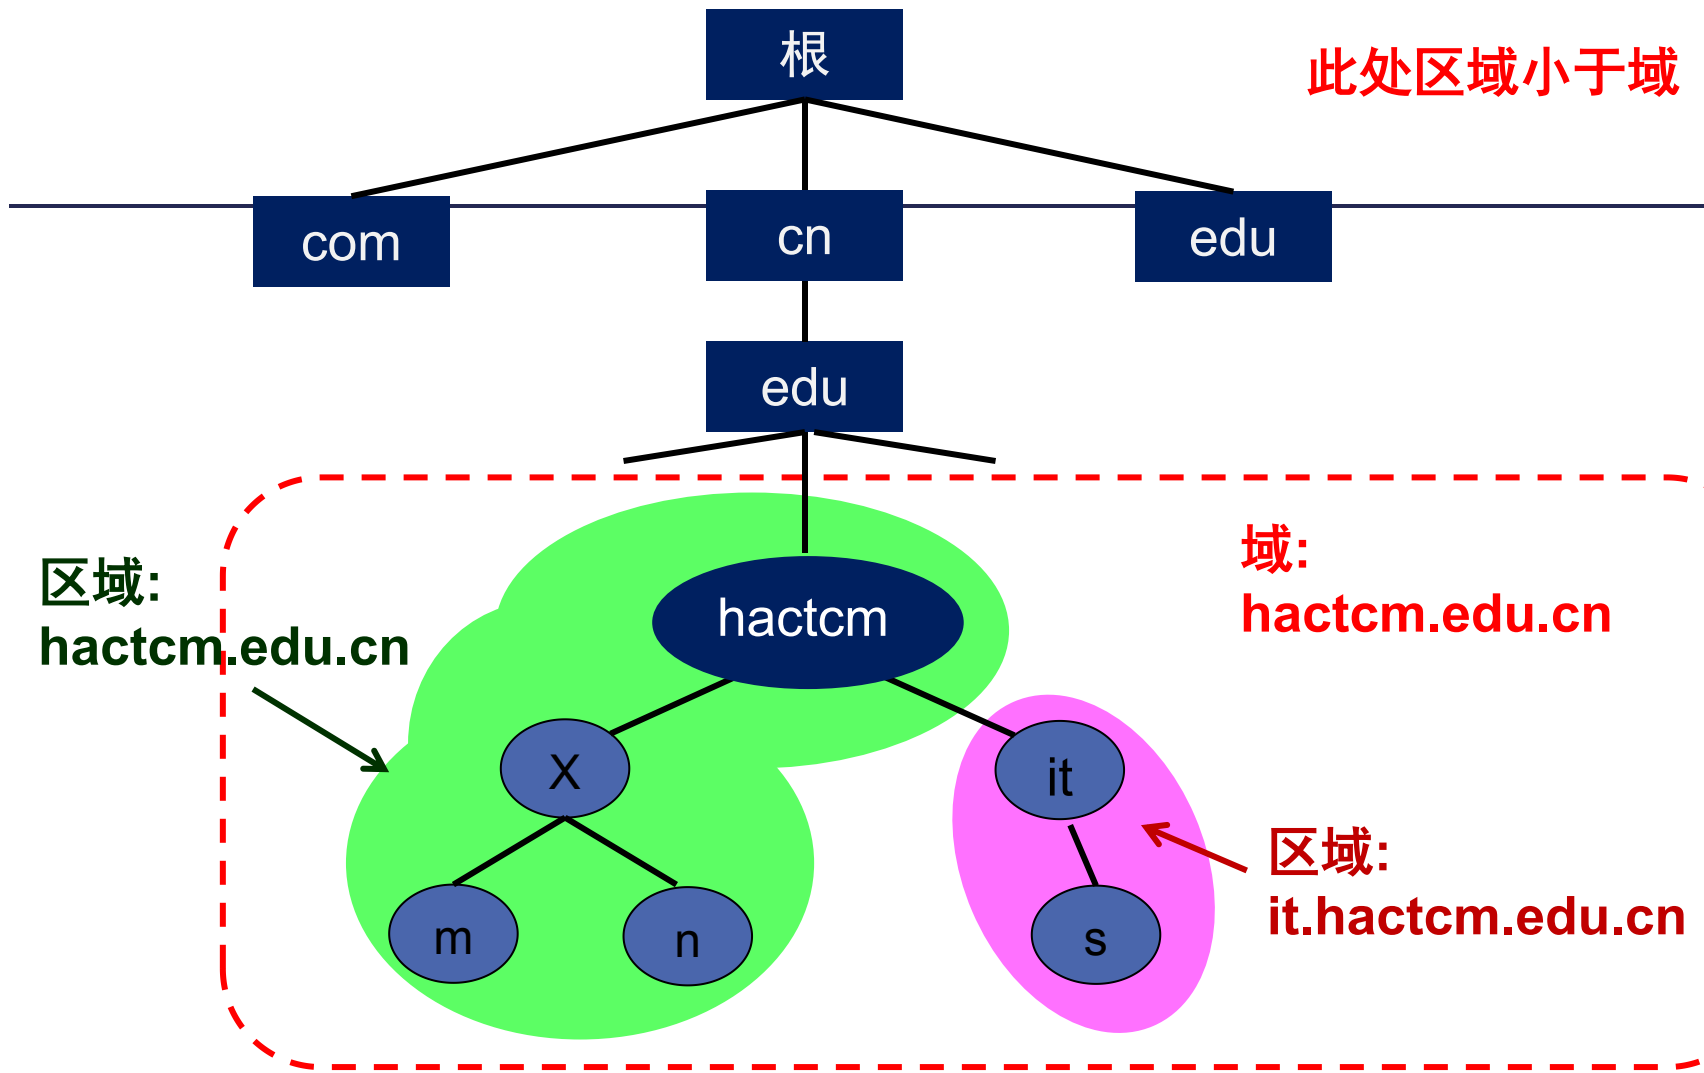 根
此处区域小于域
com
cn
edu
edu
域:
hactcm.edu.cn
区域:
hactcm.edu.cn
hactcm
X
it
区域:
it.hactcm.edu.cn
m
n
s